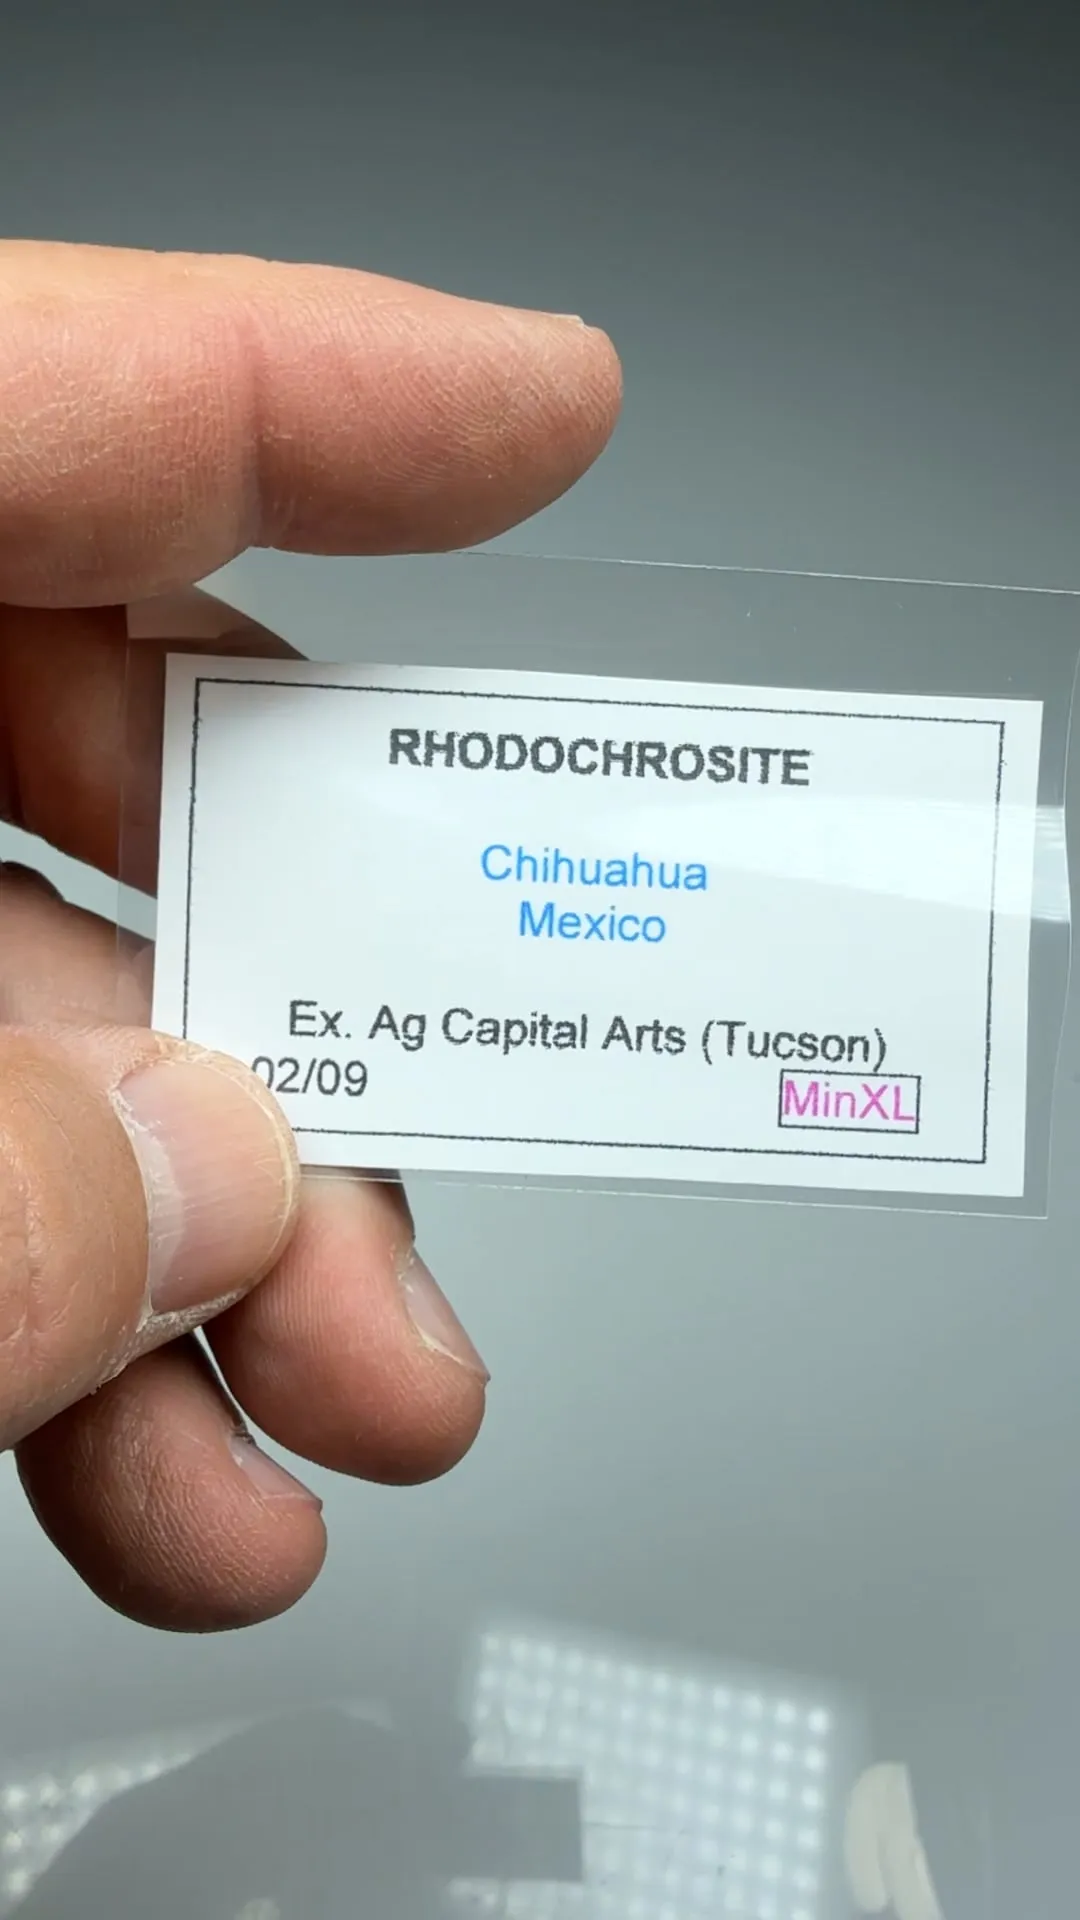 RHODOCHROSITE
Chihuahua
Mexico
Ex. Ag Capital Arts (Tucson)
02/09
MinXL